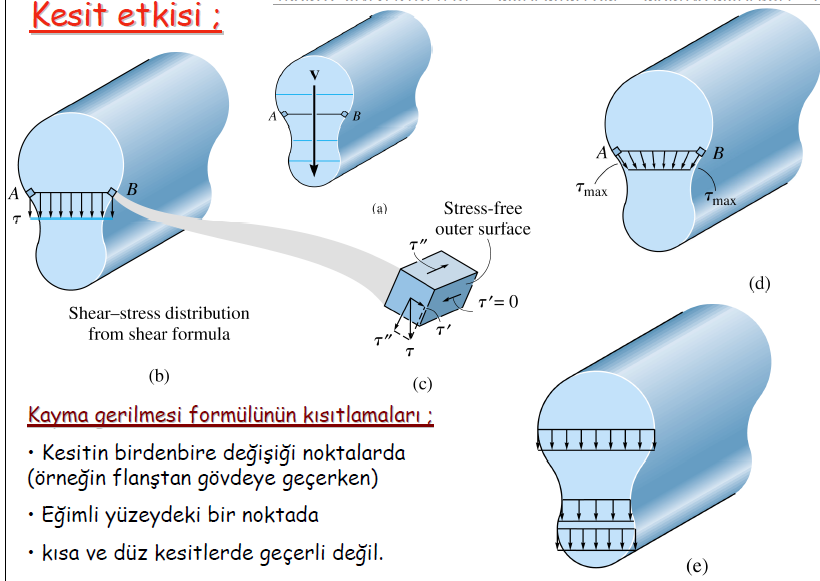 Kesit etkisi ;
V
A
B
(a)
A
B
τ
Shear–stress distribution
from shear formula
(b)
Stress-free
outer surface
τ″
τ′ = 0
τ′
τ″
τ
(c)
A
B
τmax
τmax
(d)
Kayma gerilmesi formülünün kısıtlamaları ;
• Kesitin birdenbire değişiği noktalarda
(örneğin flanştan gövdeye geçerken)
• Eğimli yüzeydeki bir noktada
• kısa ve düz kesitlerde geçerli değil.
(e)